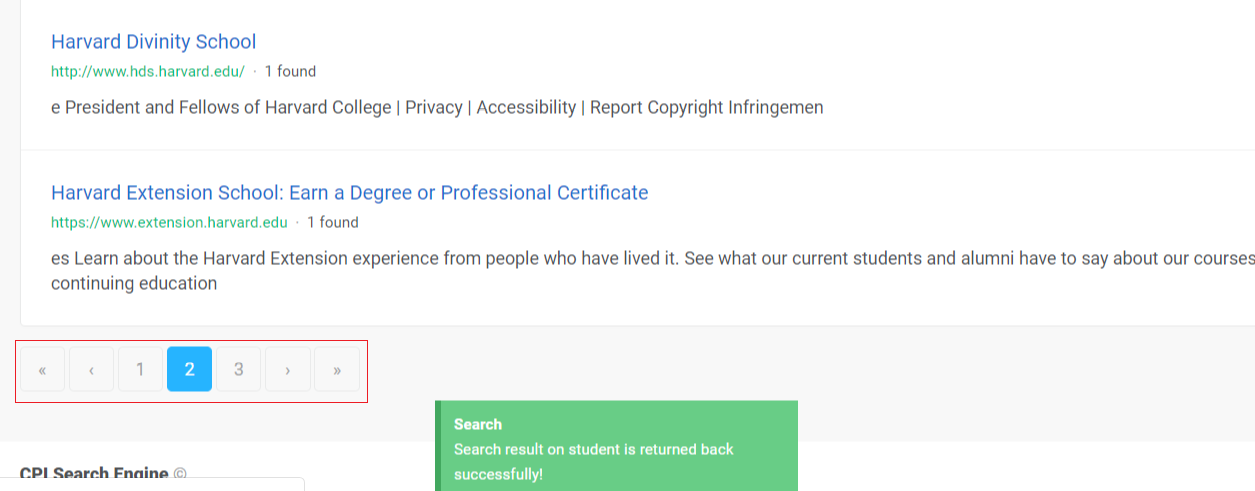 Harvard Divinity School
http://www.hds.harvard.edu/ · 1 found
e President and Fellows of Harvard College | Privacy | Accessibility | Report Copyright Infringemen
Harvard Extension School: Earn a Degree or Professional Certificate
https://www.extension.harvard.edu · 1 found
es Learn about the Harvard Extension experience from people who have lived it. See what our current students and alumni have to say about our courses
continuing education
« ‹ 1 2 3 › »
Search
Search result on student is returned back
successfully!
CPI Search Engine ©